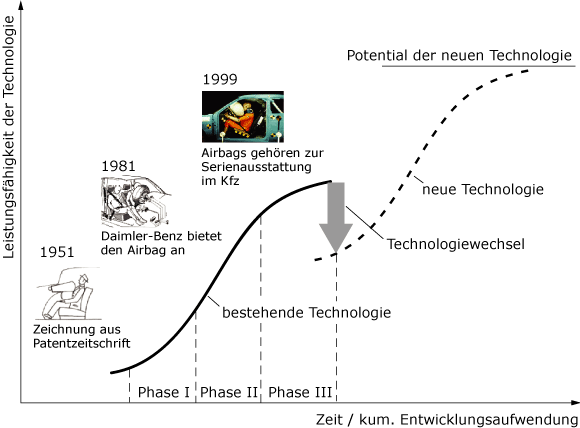 Leistungsfähigkeit der Technologie
Potential der neuen Technologie
1999
Airbags gehören zur
Serienausstattung
im Kfz
1981
Daimler-Benz bietet
den Airbag an
neue Technologie
Technologiewechsel
1951
Zeichnung aus
Patentzeitschrift
bestehende Technologie
Phase I
Phase II
Phase III
Zeit / kum. Entwicklungsaufwendung